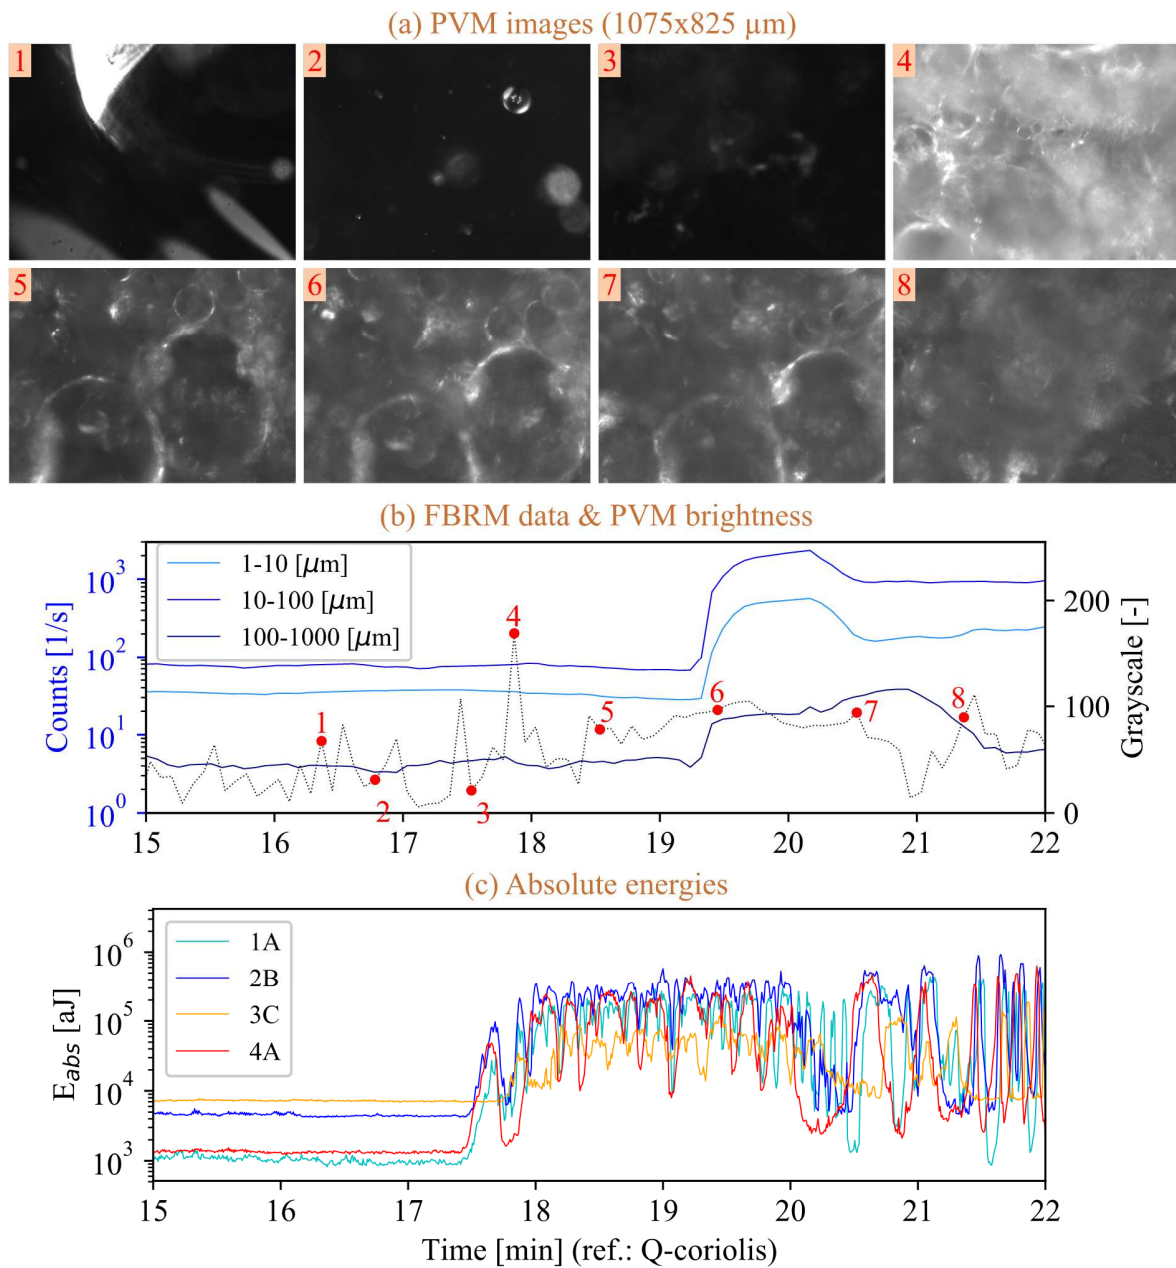 (a) PVM images (1075x825 µm)
1 2 3 4
5 6 7 8
(b) FBRM data & PVM brightness
1-10 [µm]
10-100 [µm]
100-1000 [µm]
Counts [1/s]
10³
10²
10¹
10⁰
Grayscale [-]
200
100
0
1 2 3 4 5 6 7 8
15 16 17 18 19 20 21 22
(c) Absolute energies
1A
2B
3C
4A
E_abs [aJ]
10⁶
10⁵
10⁴
10³
15 16 17 18 19 20 21 22
Time [min] (ref.: Q-coriolis)